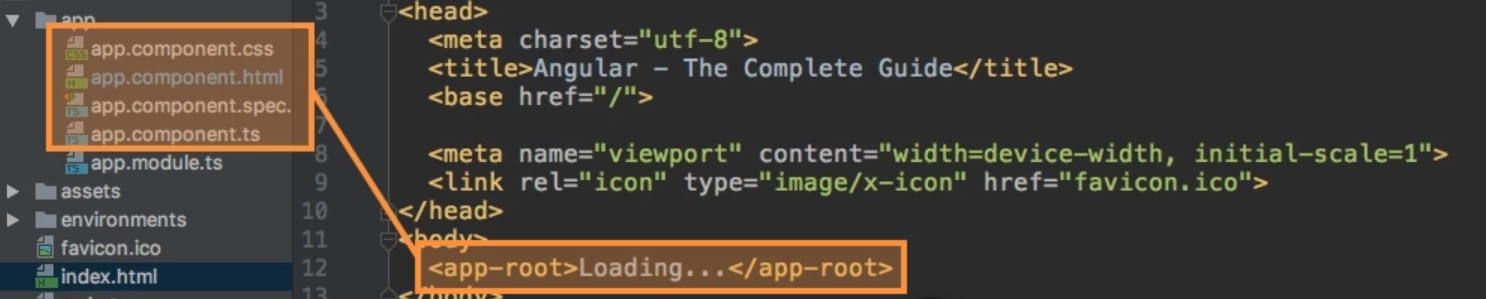 app
app.component.css
app.component.html
app.component.spec.
app.component.ts
app.module.ts
assets
environments
favicon.ico
index.html
3 <head>
4 <meta charset="utf-8">
5 <title>Angular - The Complete Guide</title>
6 <base href="/">
7
8 <meta name="viewport" content="width=device-width, initial-scale=1">
9 <link rel="icon" type="image/x-icon" href="favicon.ico">
10 </head>
11 <body>
12 <app-root>Loading...</app-root>
13 </body>